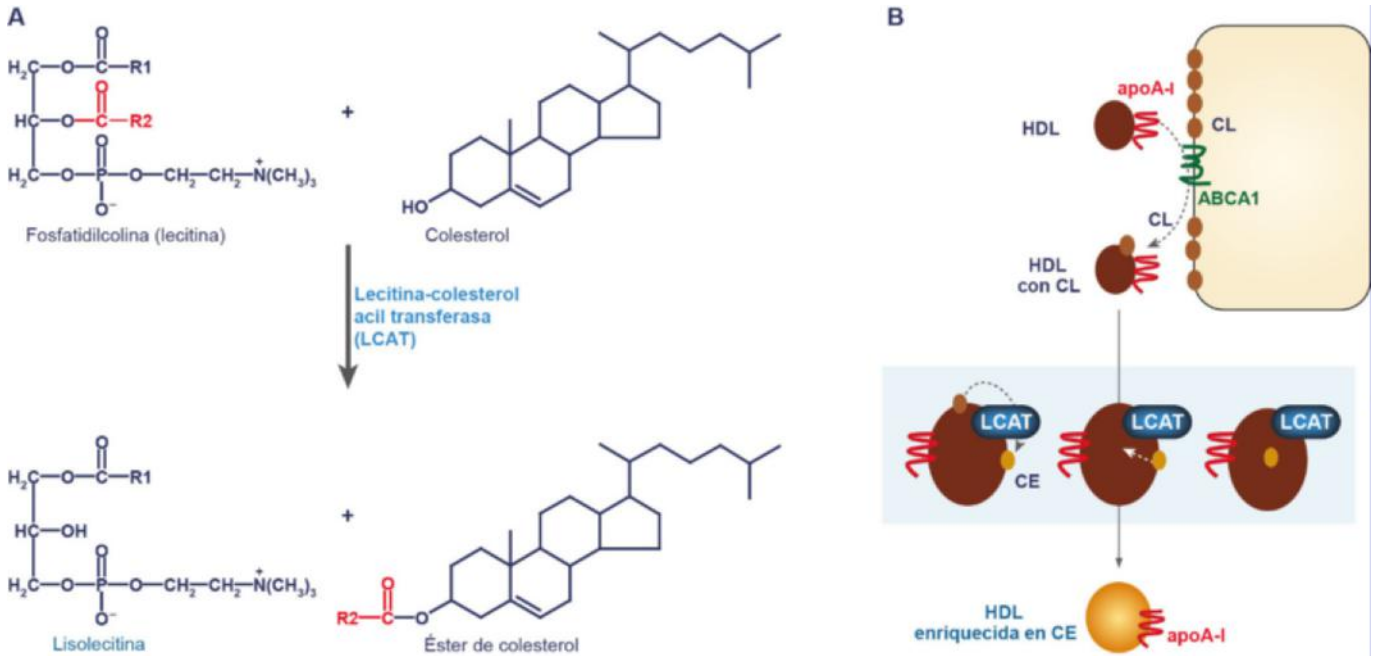 A
O
H₂C—O—C—R1
O
HC—O—C—R2
O
H₂C—O—P—O—CH₂—CH₂—N(CH₃)₃
+
O⁻
Fosfatidilcolina (lecitina)
+
HO
Colesterol
Lecitina-colesterol
acil transferasa
(LCAT)
O
H₂C—O—C—R1
HC—OH
O
H₂C—O—P—O—CH₂—CH₂—N(CH₃)₃
+
O⁻
Lisolecitina
+
O
R2—C—O
Éster de colesterol
B
apoA-I
HDL
CL
ABCA1
CL
HDL
con CL
LCAT
LCAT
LCAT
CE
HDL
enriquecida en CE
apoA-I